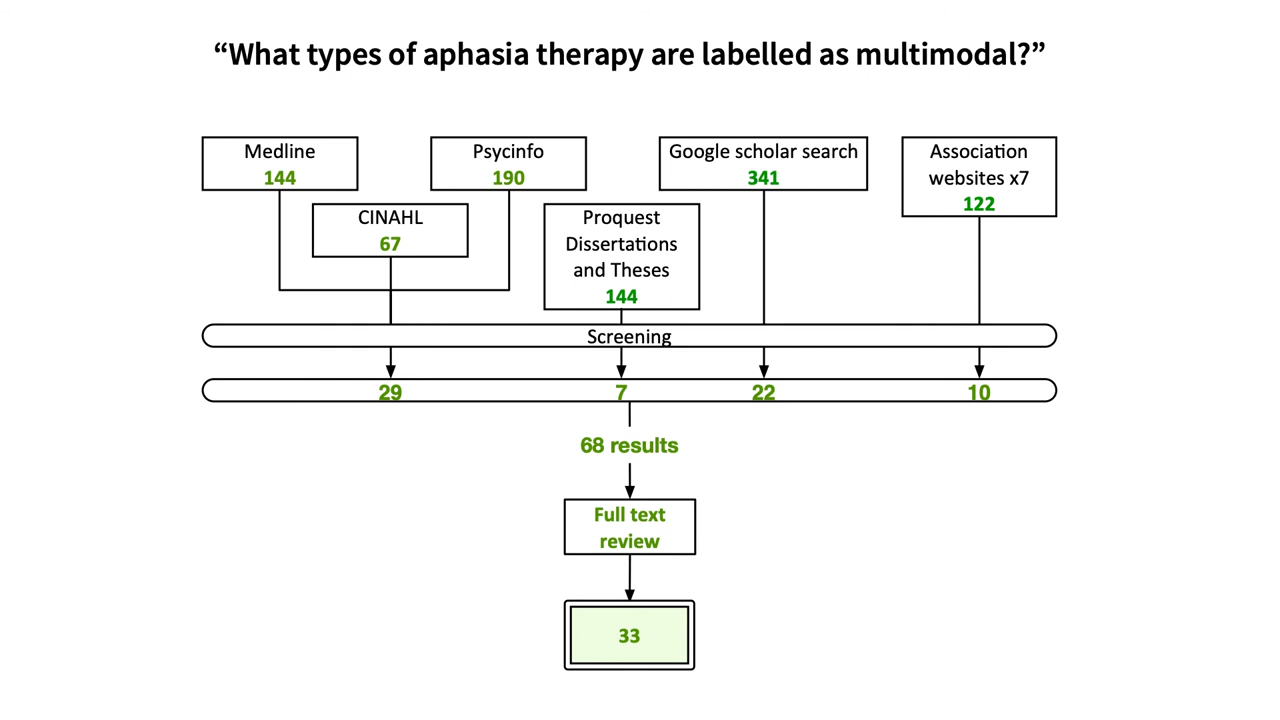 “What types of aphasia therapy are labelled as multimodal?”
Medline
144
Psycinfo
190
Google scholar search
341
Association
websites x7
122
CINAHL
67
Proquest
Dissertations
and Theses
144
Screening
29
7
22
10
68 results
Full text
review
33